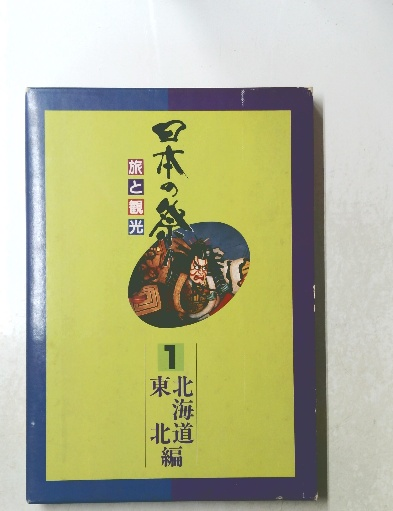 日本の祭
旅と観光
1
北海道
東北編